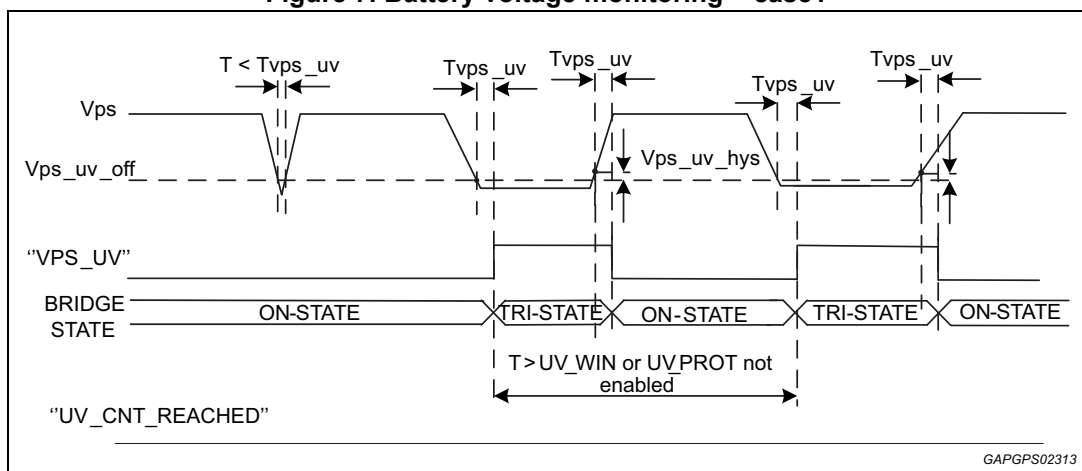 Figure 7. Battery voltage monitoring – case1
T < Tvps_uv
Tvps_uv
Tvps_uv
Tvps_uv
Tvps_uv
Vps
Vps_uv_off
Vps_uv_hys
‘’VPS_UV’’
BRIDGE
STATE
ON-STATE
TRI-STATE
ON-STATE
TRI-STATE
ON-STATE
T>UV_WIN or UV_PROT not
enabled
‘’UV_CNT_REACHED’’
GAPGPS02313